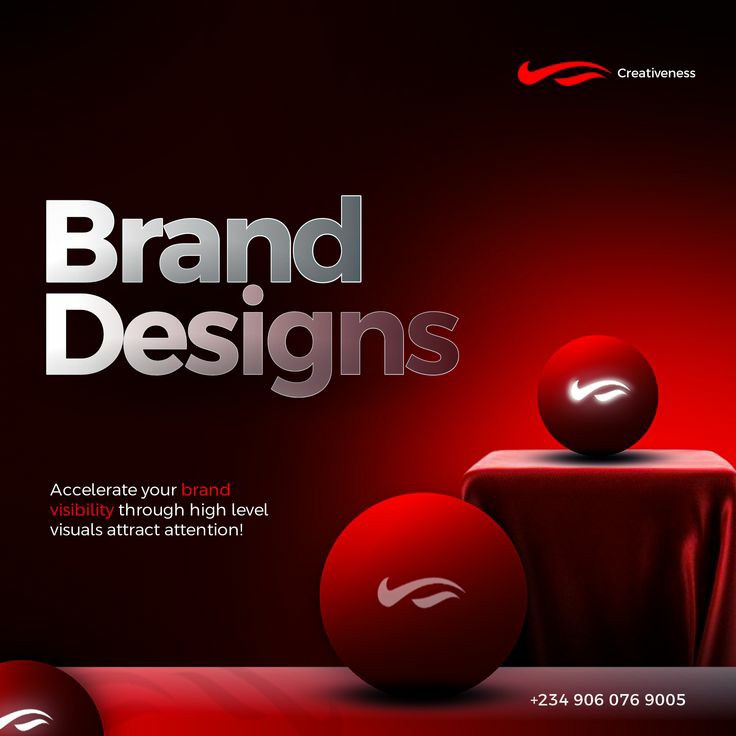 Creativeness
Brand
Designs
Accelerate your brand
visibility through high level
visuals attract attention!
+234 906 076 9005